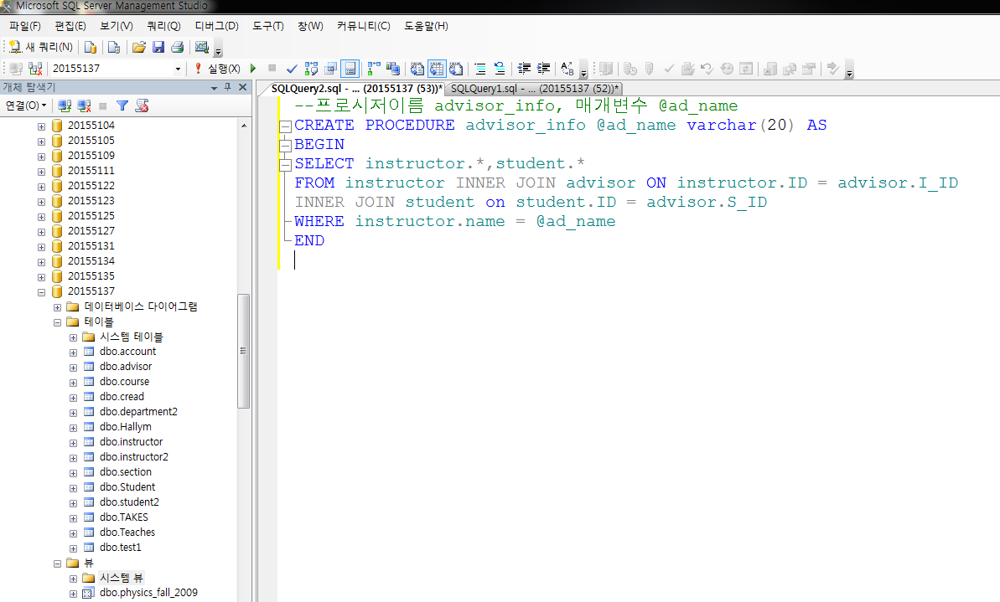 Microsoft SQL Server Management Studio
파일(F) 편집(E) 보기(V) 쿼리(Q) 디버그(D) 도구(T) 창(W) 커뮤니티(C) 도움말(H)
새 쿼리(N)
20155137 실행(X)
개체 탐색기
연결(O)
20155104
20155105
20155109
20155111
20155122
20155123
20155125
20155127
20155131
20155134
20155135
20155137
데이터베이스 다이어그램
테이블
시스템 테이블
dbo.account
dbo.advisor
dbo.course
dbo.cread
dbo.department2
dbo.Hallym
dbo.instructor
dbo.instructor2
dbo.section
dbo.Student
dbo.student2
dbo.TAKES
dbo.Teaches
dbo.test1
뷰
시스템 뷰
dbo.physics_fall_2009
SQLQuery2.sql - ... (20155137 (53))* SQLQuery1.sql - ... (20155137 (52))*
--프로시저이름 advisor_info, 매개변수 @ad_name
CREATE PROCEDURE advisor_info @ad_name varchar(20) AS
BEGIN
SELECT instructor.*,student.*
FROM instructor INNER JOIN advisor ON instructor.ID = advisor.I_ID
INNER JOIN student on student.ID = advisor.S_ID
WHERE instructor.name = @ad_name
END